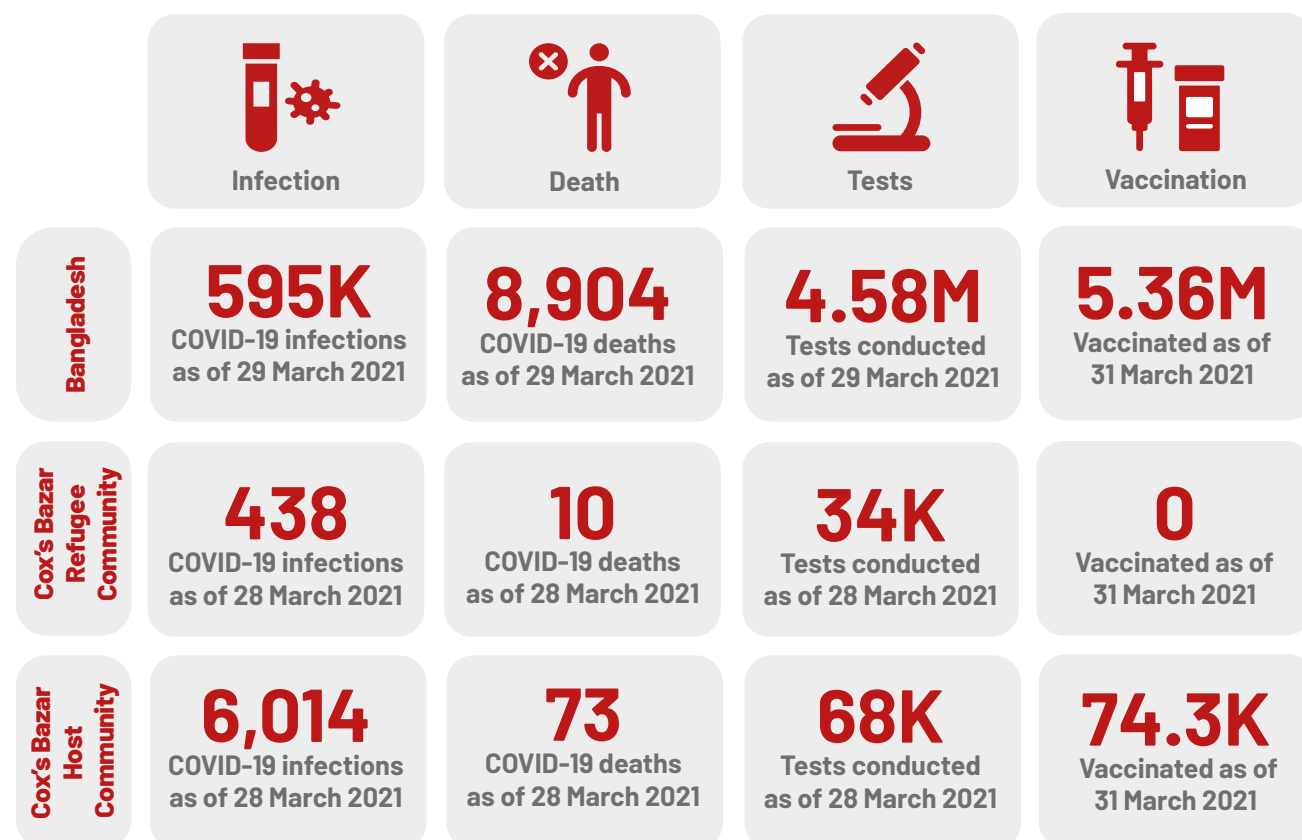 Infection
Death
Tests
Vaccination
Bangladesh
595K
COVID-19 infections
as of 29 March 2021
8,904
COVID-19 deaths
as of 29 March 2021
4.58M
Tests conducted
as of 29 March 2021
5.36M
Vaccinated as of
31 March 2021
Cox's Bazar
Refugee
Community
438
COVID-19 infections
as of 28 March 2021
10
COVID-19 deaths
as of 28 March 2021
34K
Tests conducted
as of 28 March 2021
0
Vaccinated as of
31 March 2021
Cox's Bazar
Host
Community
6,014
COVID-19 infections
as of 28 March 2021
73
COVID-19 deaths
as of 28 March 2021
68K
Tests conducted
as of 28 March 2021
74.3K
Vaccinated as of
31 March 2021